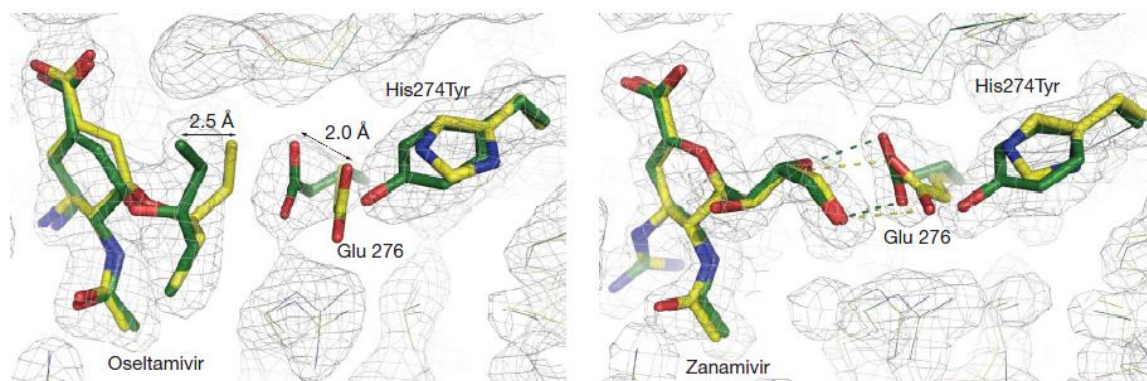 His274Tyr
2.5 Å
2.0 Å
Glu 276
Oseltamivir
His274Tyr
Glu 276
Zanamivir